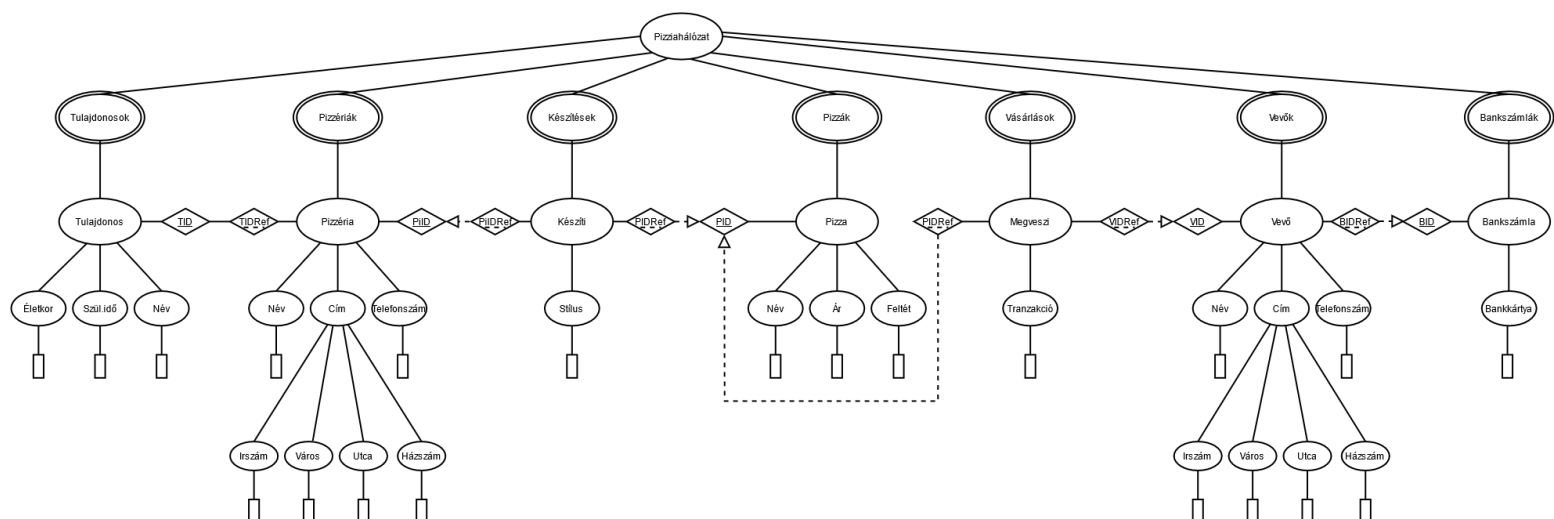 Pizziahálózat
Tulajdonosok
Pizzériák
Készítések
Pizzák
Vásárlások
Vevők
Bankszámlák
Tulajdonos
TID
TIDRef
Pizzéria
PiID
PiIDRef
Készíti
PIDRef
PID
Pizza
PIDRef
Megveszi
VIDRef
VID
Vevő
BIDRef
BID
Bankszámla
Életkor
Szül.idő
Név
Név
Cím
Telefonszám
Stílus
Név
Ár
Feltét
Tranzakció
Név
Cím
Telefonszám
Bankkártya
Irszám
Város
Utca
Házszám
Irszám
Város
Utca
Házszám